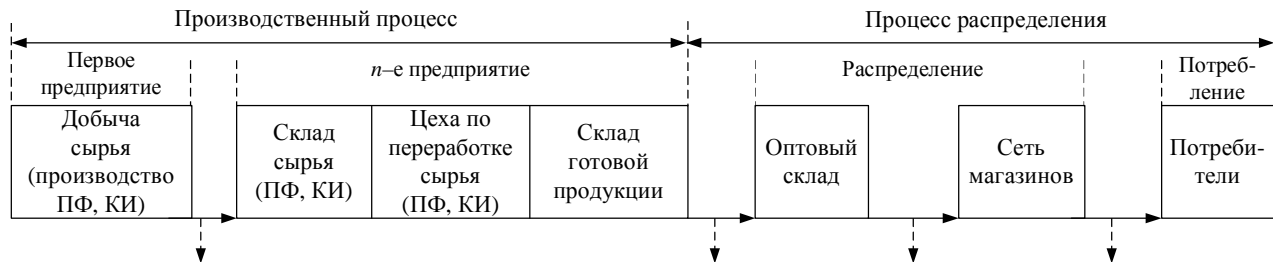 Производственный процесс
Процесс распределения
Первое
предприятие
n–е предприятие
Распределение
Потреб-
ление
Добыча
сырья
(производство
ПФ, КИ)
Склад
сырья
(ПФ, КИ)
Цеха по
переработке
сырья
(ПФ, КИ)
Склад
готовой
продукции
Оптовый
склад
Сеть
магазинов
Потреби-
тели